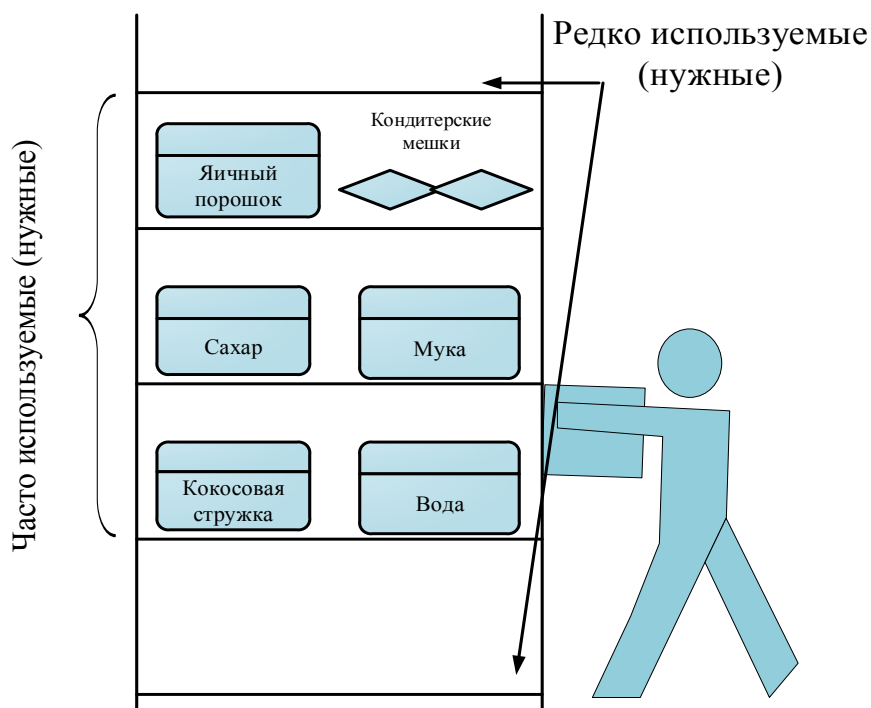 Редко используемые
(нужные)
Часто используемые (нужные)
Кондитерские
мешки
Яичный
порошок
Сахар
Мука
Кокосовая
стружка
Вода